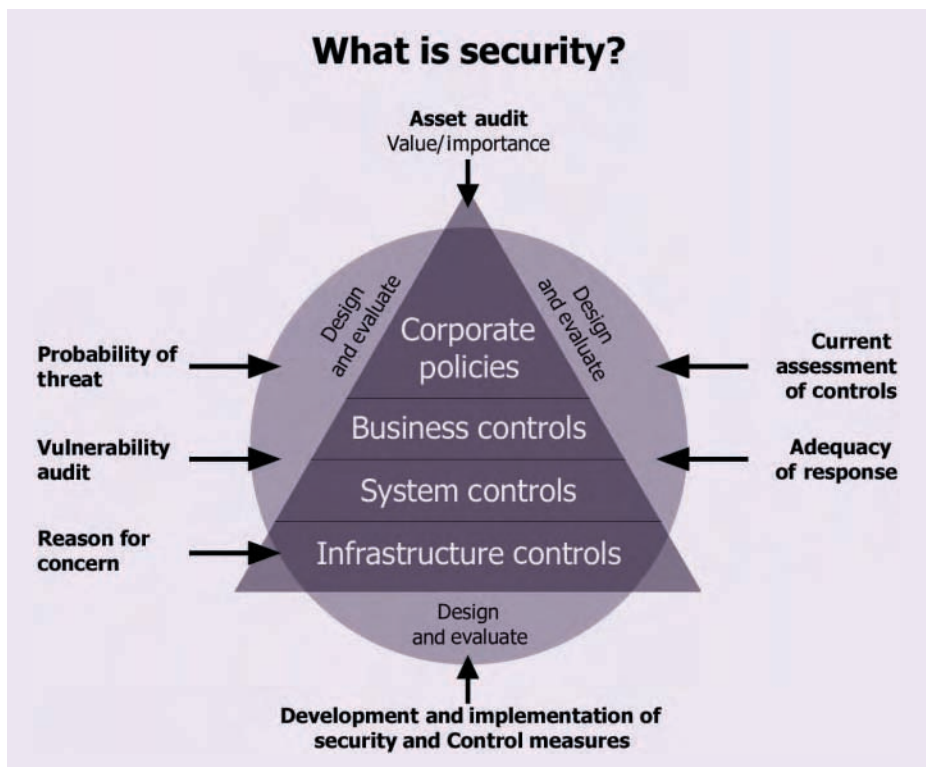 What is security?
Asset audit
Value/importance
Design
and evaluate
Design
and evaluate
Corporate
policies
Probability of
threat
Current
assessment
of controls
Business controls
Vulnerability
audit
Adequacy
of response
System controls
Reason for
concern
Infrastructure controls
Design
and evaluate
Development and implementation of
security and Control measures